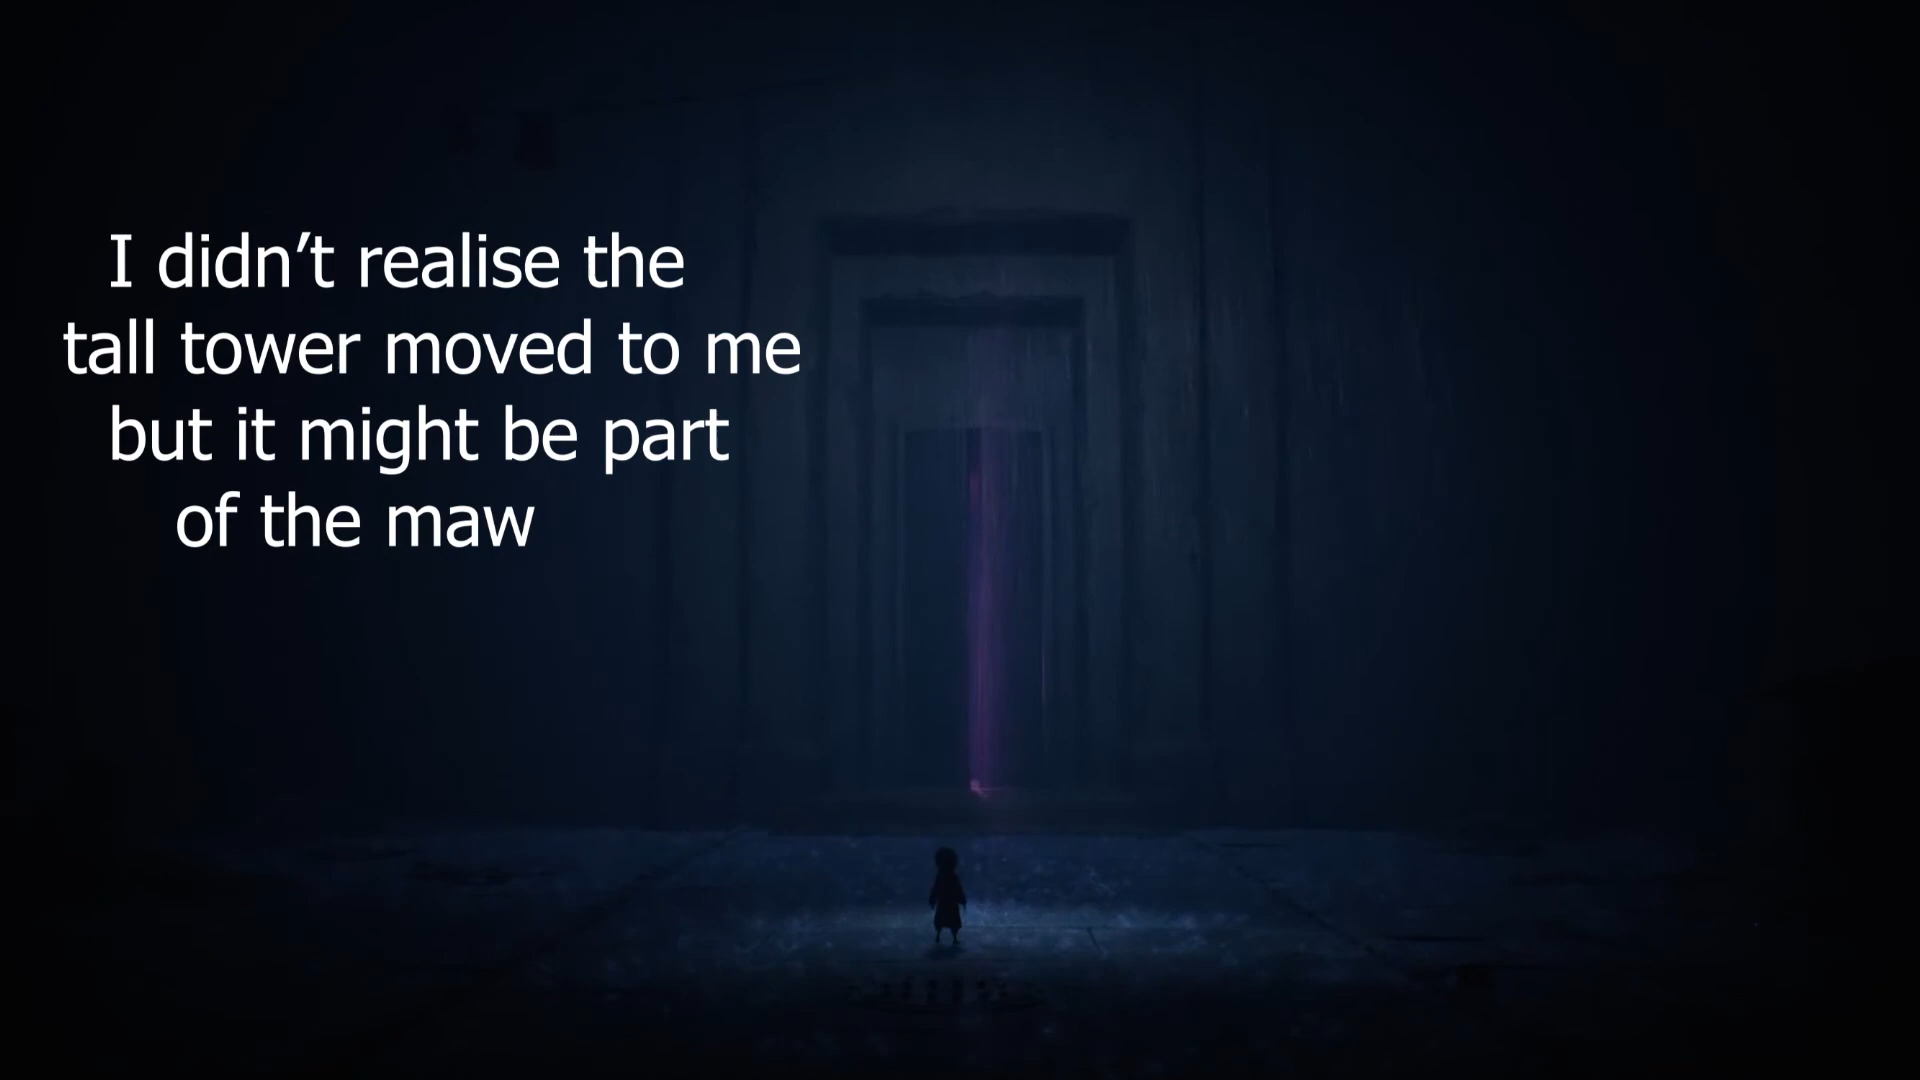 I didn’t realise the
tall tower moved to me
but it might be part
of the maw